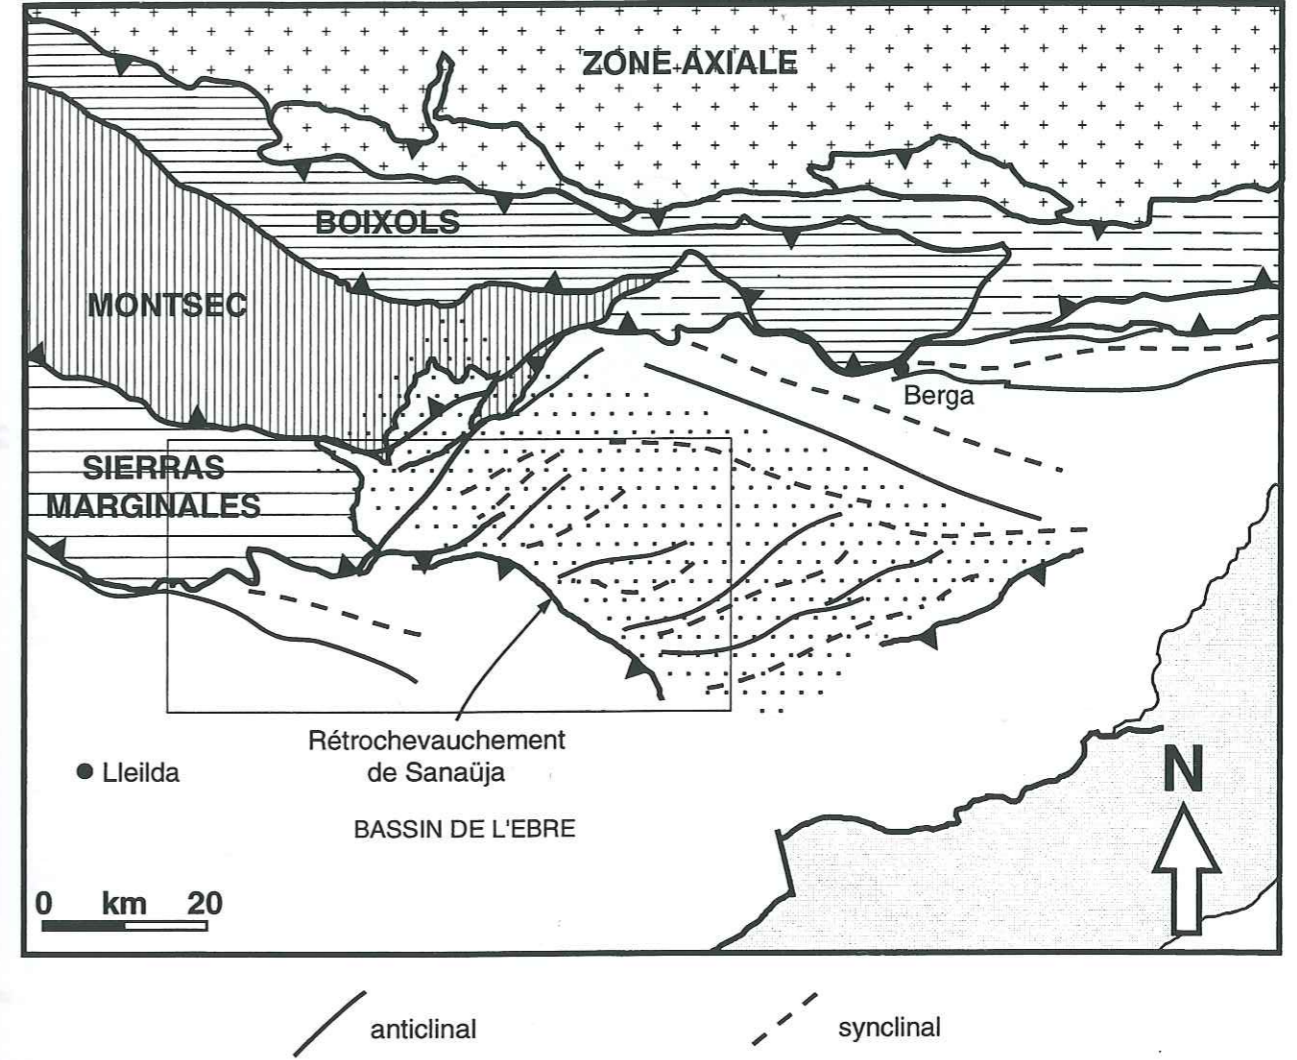 ZONE AXIALE
BOIXOLS
MONTSEC
Berga
SIERRAS
MARGINALES
Rétrochevauchement
de Sanaüja
Lleilda
BASSIN DE L'EBRE
N
0 km 20
anticlinal
synclinal